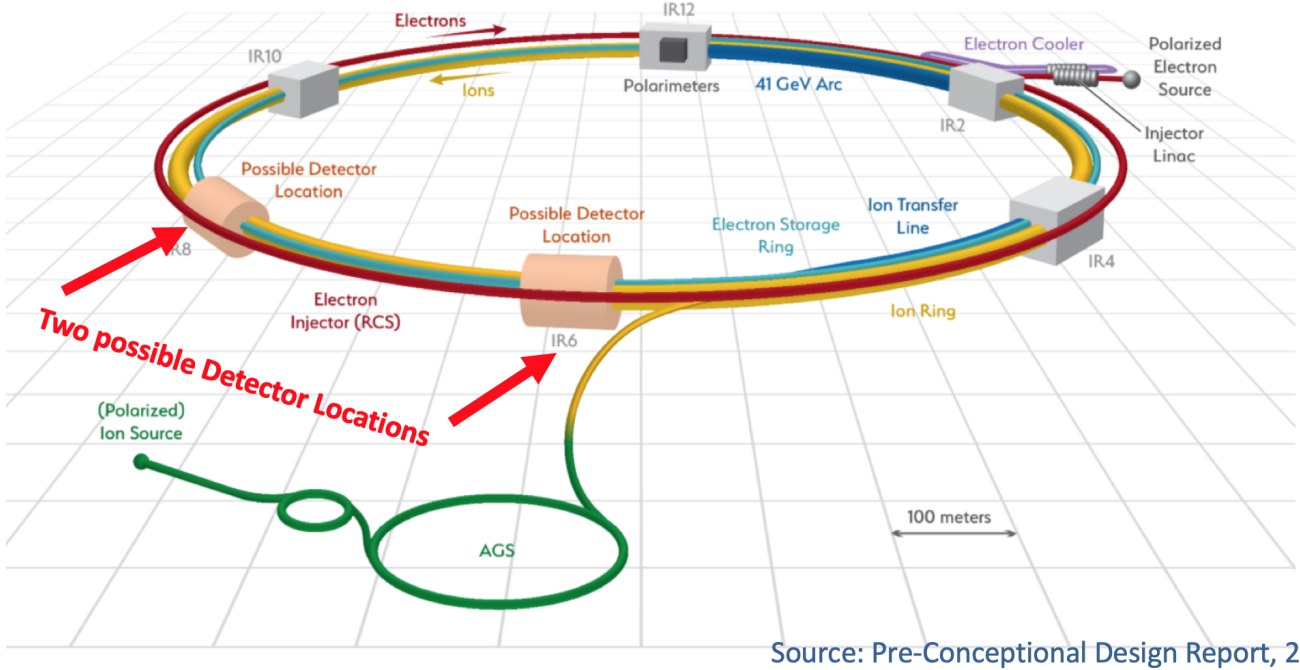 IR12
Electrons
IR10
Electron Cooler
Polarized
Electron
Source
Ions
Polarimeters
41 GeV Arc
IR2
Injector
Linac
Possible Detector
Location
Possible Detector
Location
Ion Transfer
Line
Electron Storage
Ring
R8
IR4
Electron
Injector (RCS)
Ion Ring
IR6
Two possible Detector Locations
(Polarized)
Ion Source
100 meters
AGS
Source: Pre-Conceptual Design Report, 2